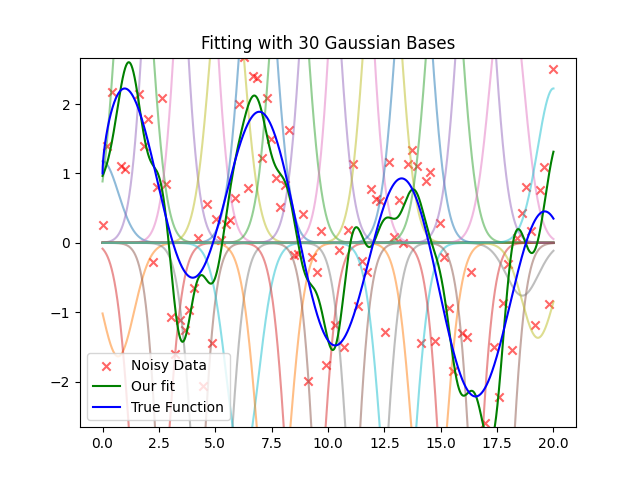 Fitting with 30 Gaussian Bases
2
1
0
−1
−2
Noisy Data
Our fit
True Function
0.0 2.5 5.0 7.5 10.0 12.5 15.0 17.5 20.0